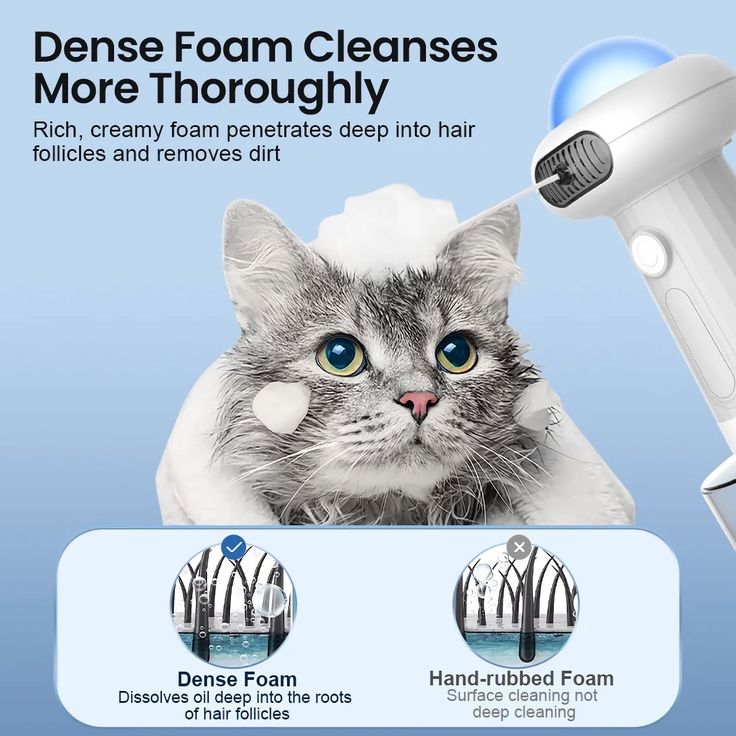 Dense Foam Cleanses
More Thoroughly
Rich, creamy foam penetrates deep into hair
follicles and removes dirt
Dense Foam
Dissolves oil deep into the roots
of hair follicles
Hand-rubbed Foam
Surface cleaning not
deep cleaning